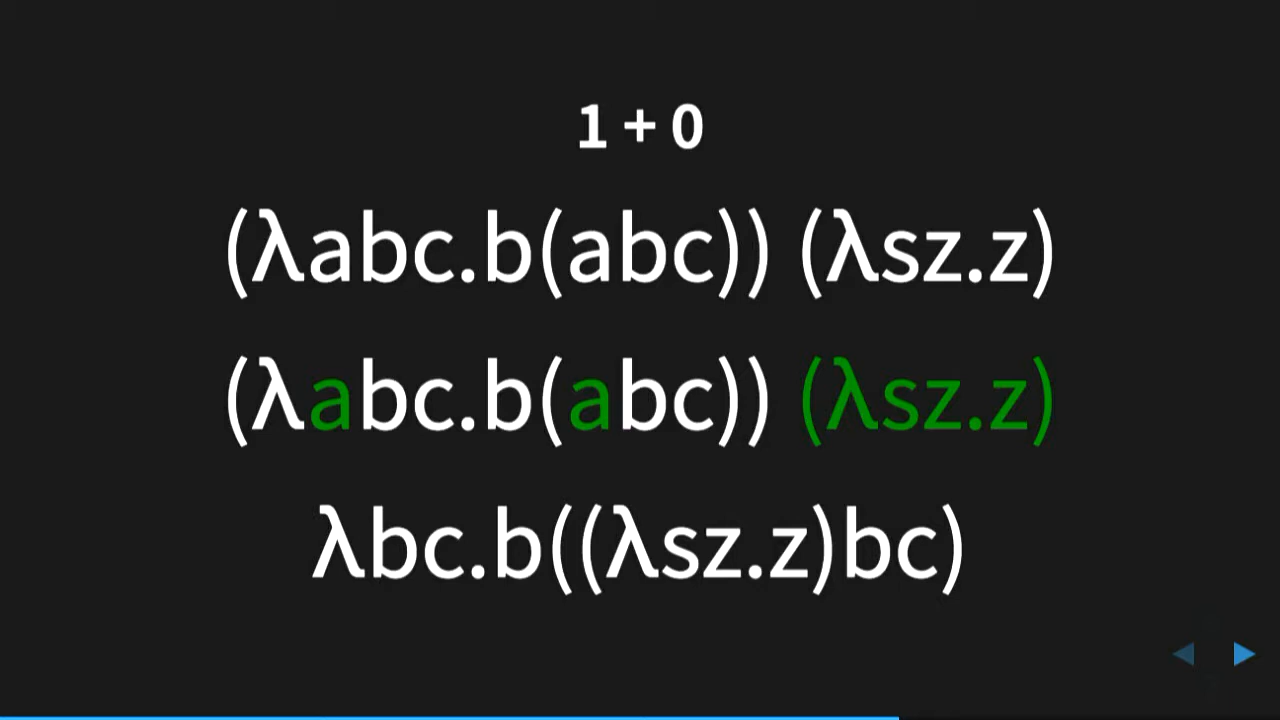 1 + 0
(λabc.b(abc)) (λsz.z)
(λabc.b(abc)) (λsz.z)
λbc.b((λsz.z)bc)